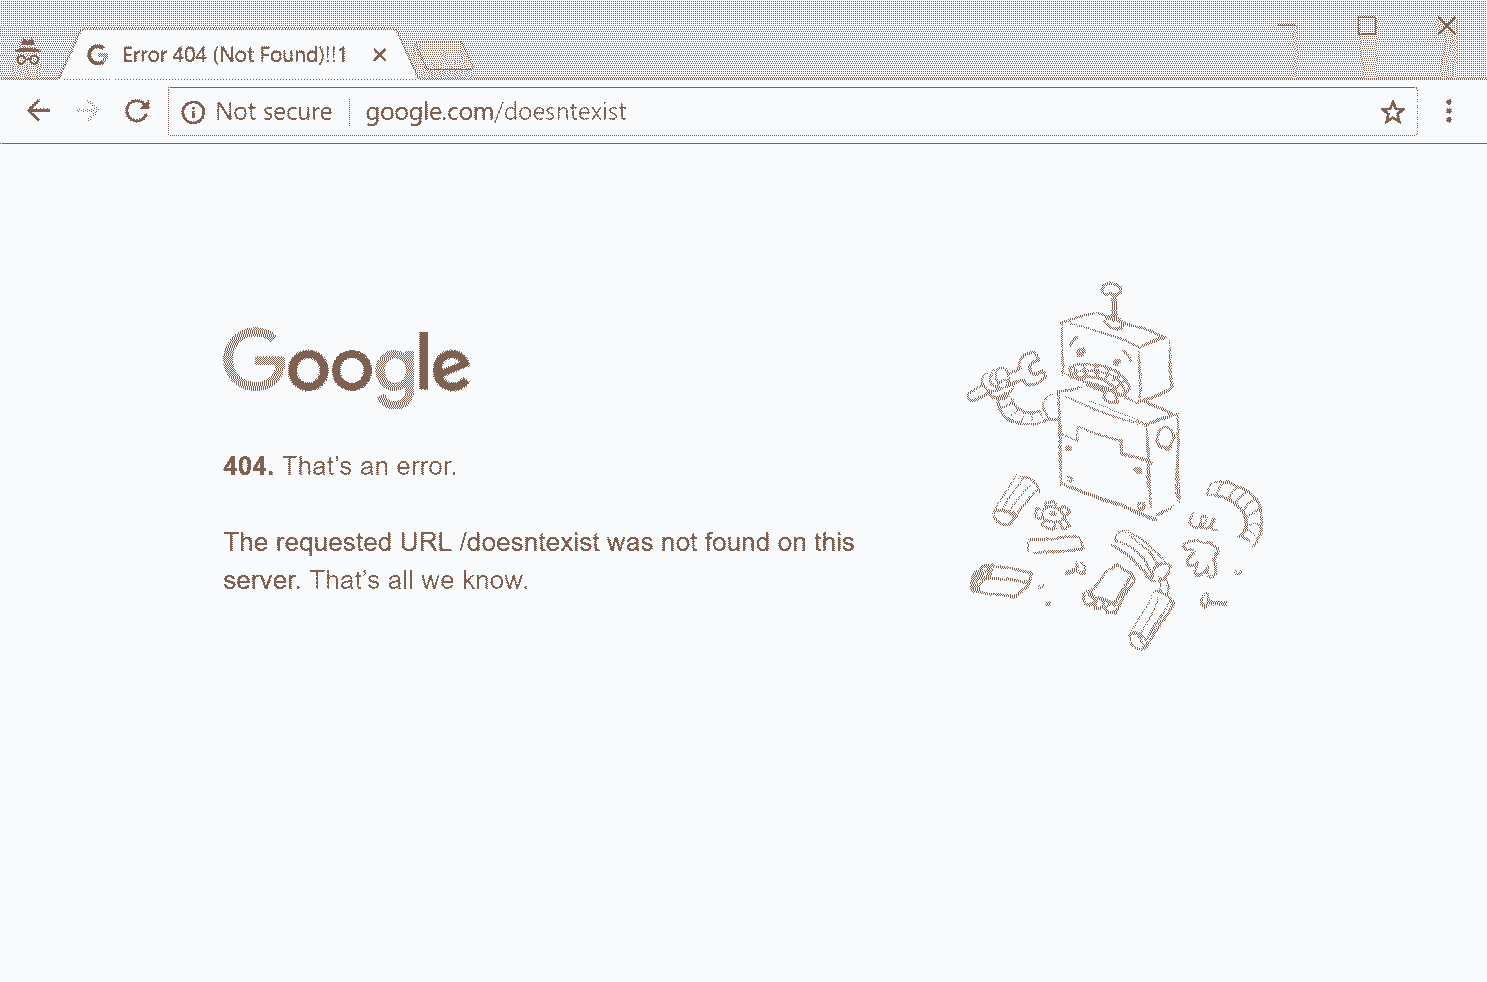 Error 404 (Not Found)!!1
Not secure google.com/doesntexist
Google
404. That’s an error.
The requested URL /doesntexist was not found on this
server. That’s all we know.